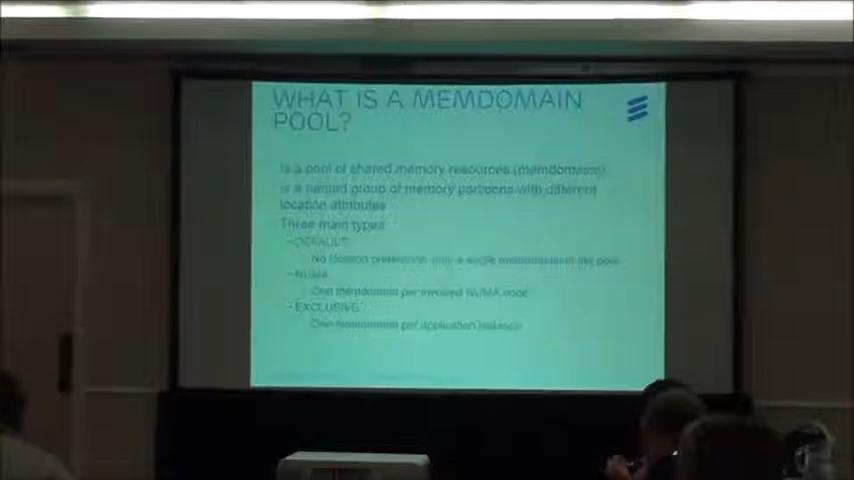 WHAT IS A MEMDOMAIN
POOL?
Is a pool of shared memory resources (memdomain)
Is a named group of memory portions with different
location attributes
Three main types
–DEFAULT
No location preference only a single memdomain in the pool
–NUMA
One memdomain per involved NUMA node
–EXCLUSIVE
One memdomain per application instance